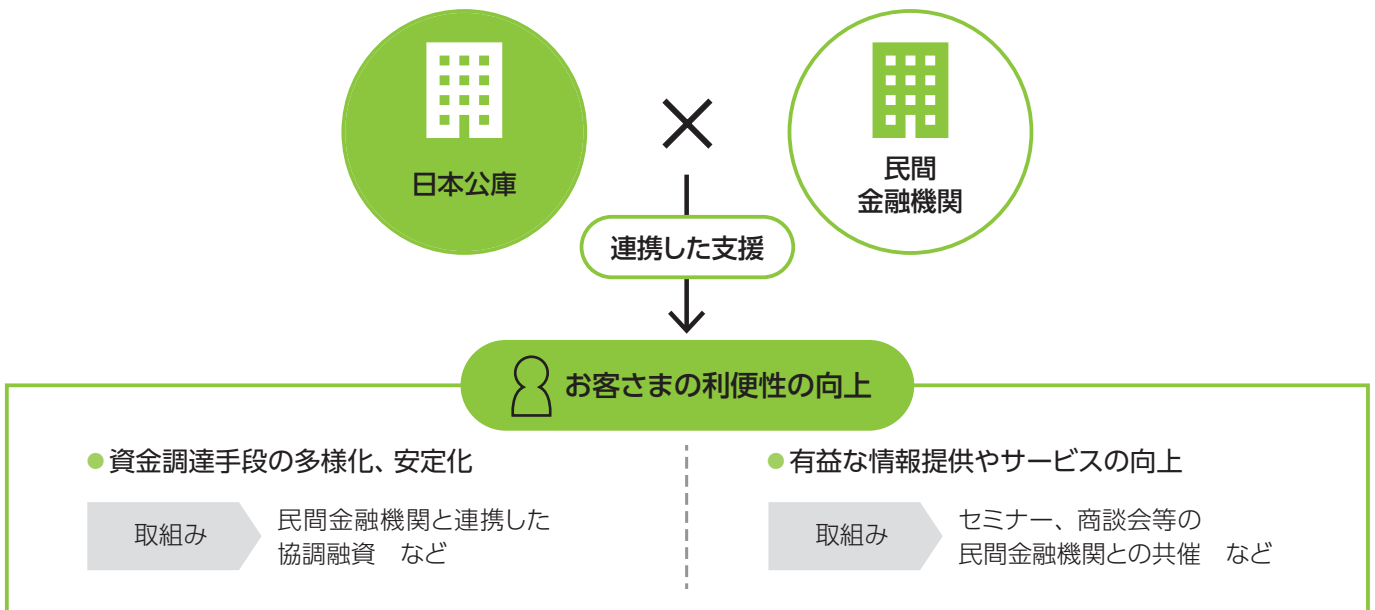 日本公庫
×
民間
金融機関
連携した支援
お客さまの利便性の向上
●資金調達手段の多様化、安定化
取組み
民間金融機関と連携した
協調融資　など
●有益な情報提供やサービスの向上
取組み
セミナー、商談会等の
民間金融機関との共催　など